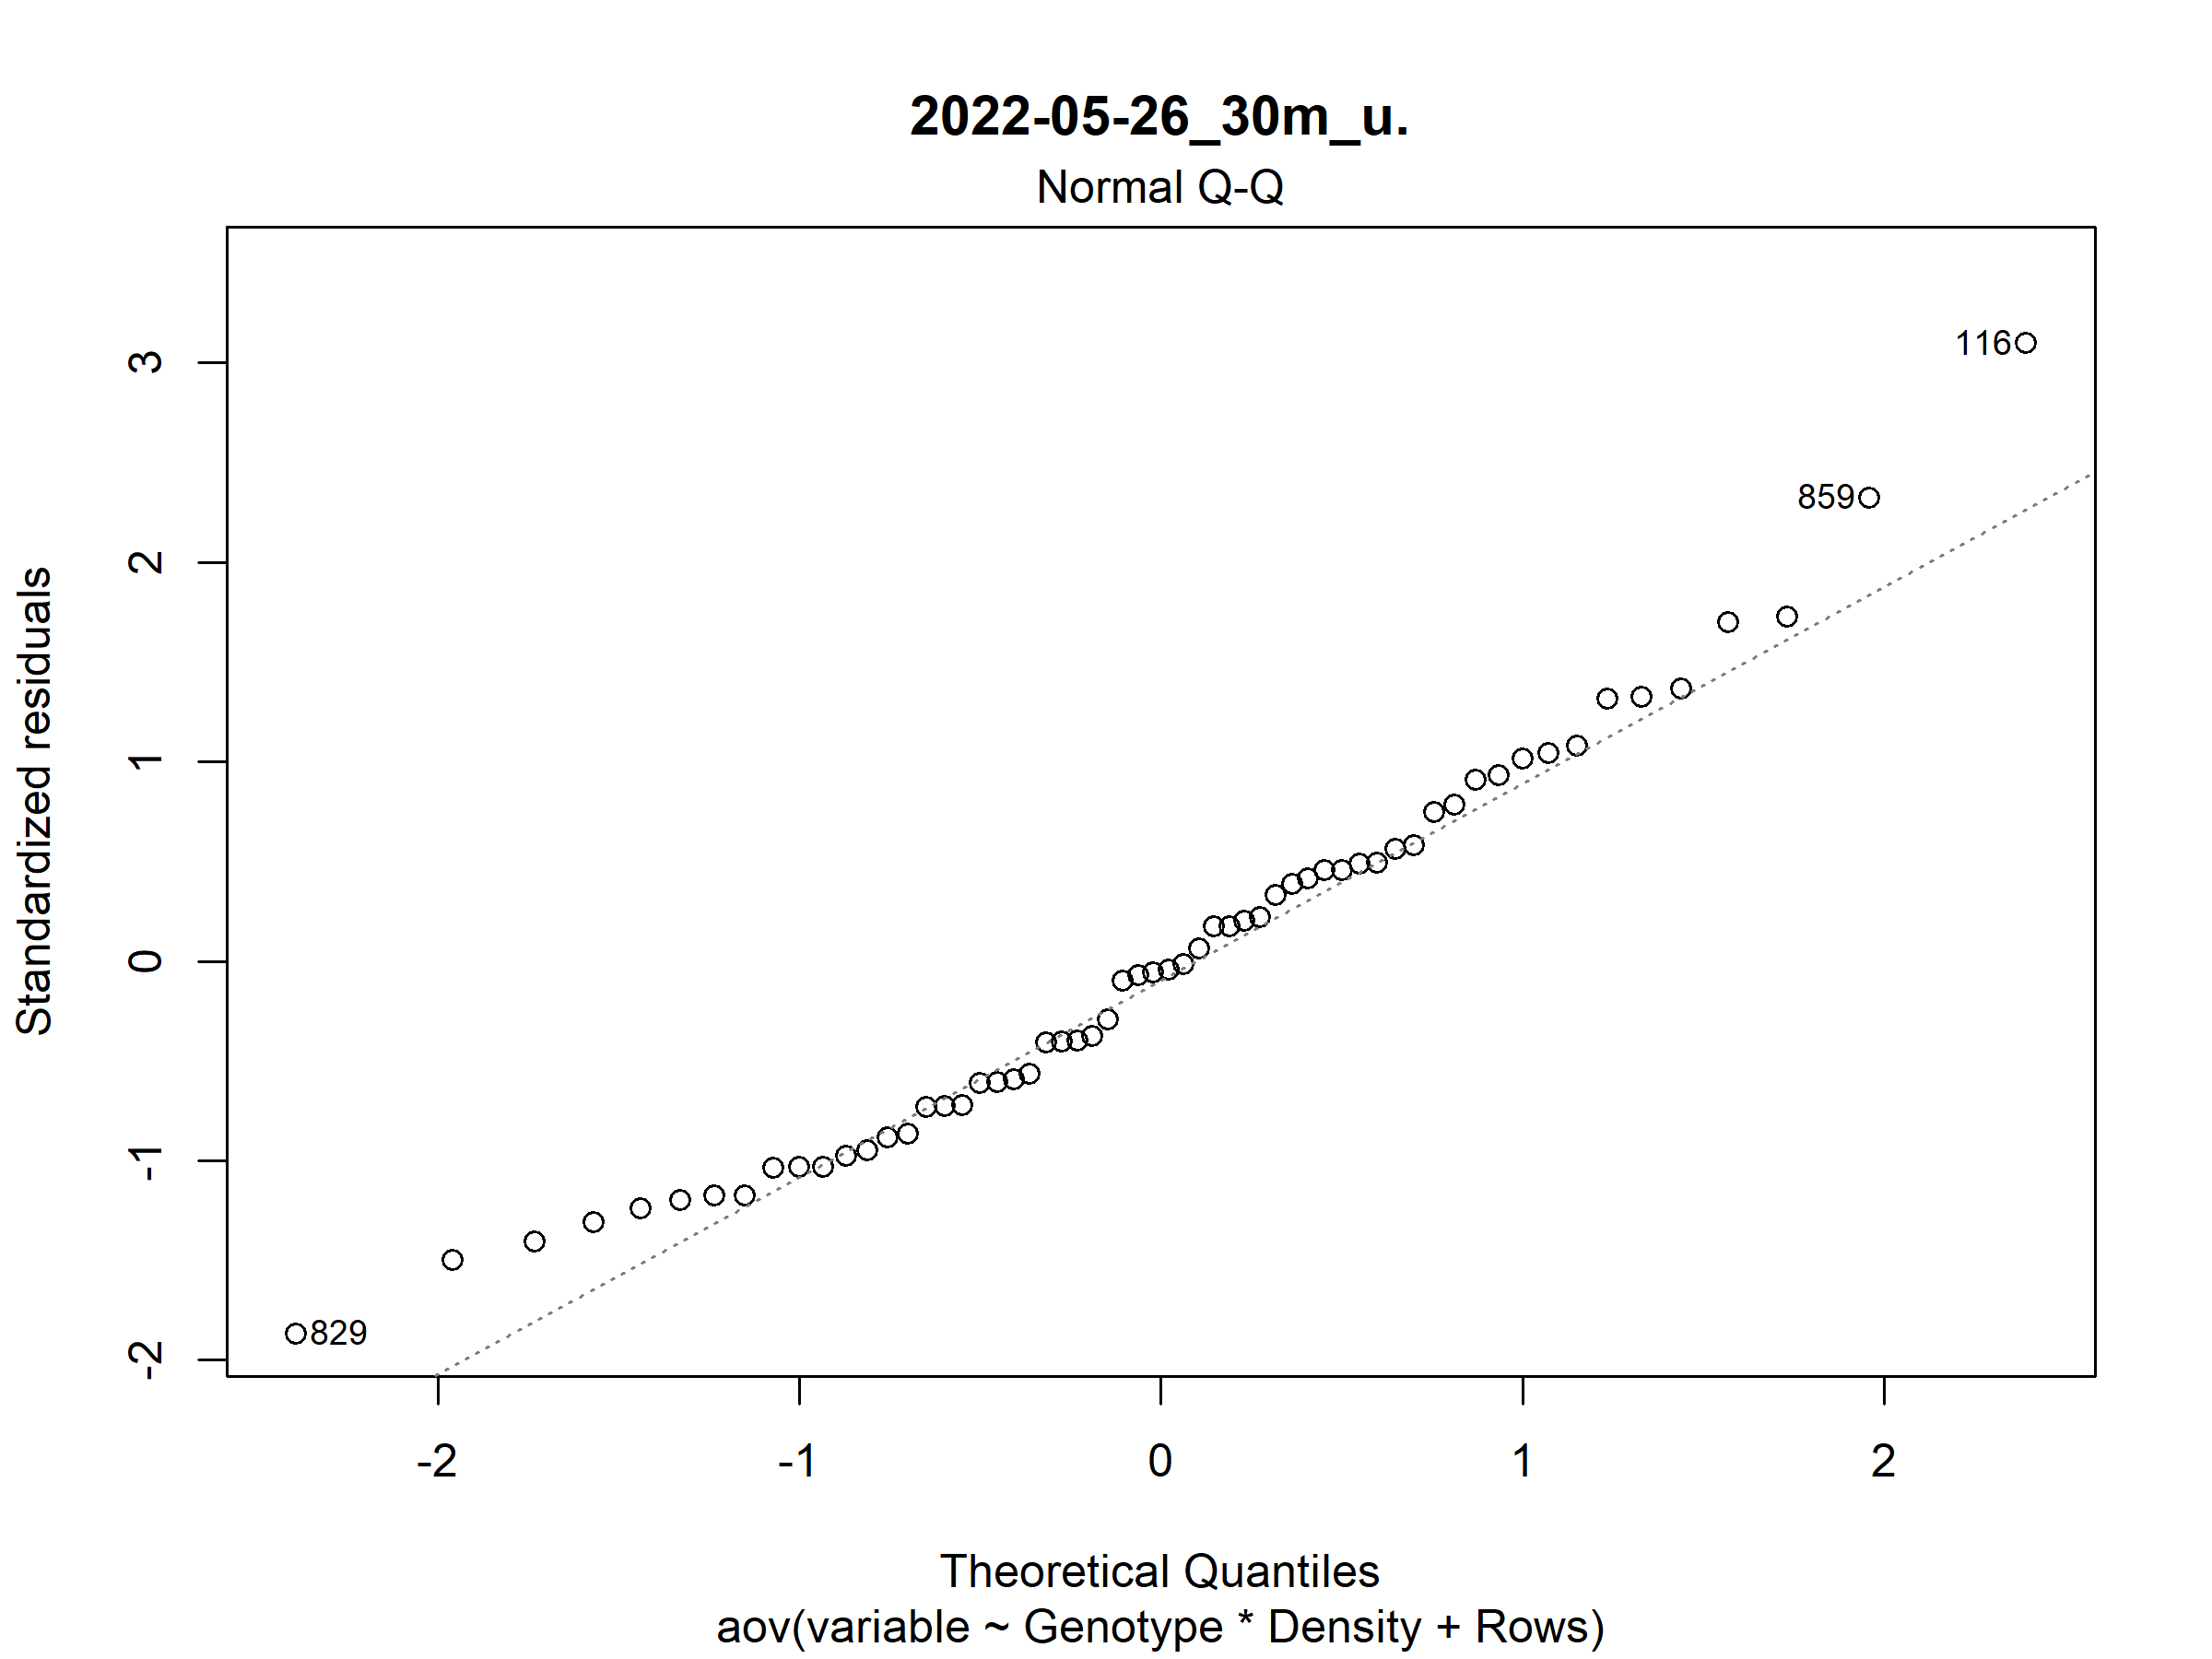 2022-05-26_30m_u.
Normal Q-Q
Standardized residuals
3
2
1
0
-1
-2
116
859
829
-2
-1
0
1
2
Theoretical Quantiles
aov(variable ~ Genotype * Density + Rows)